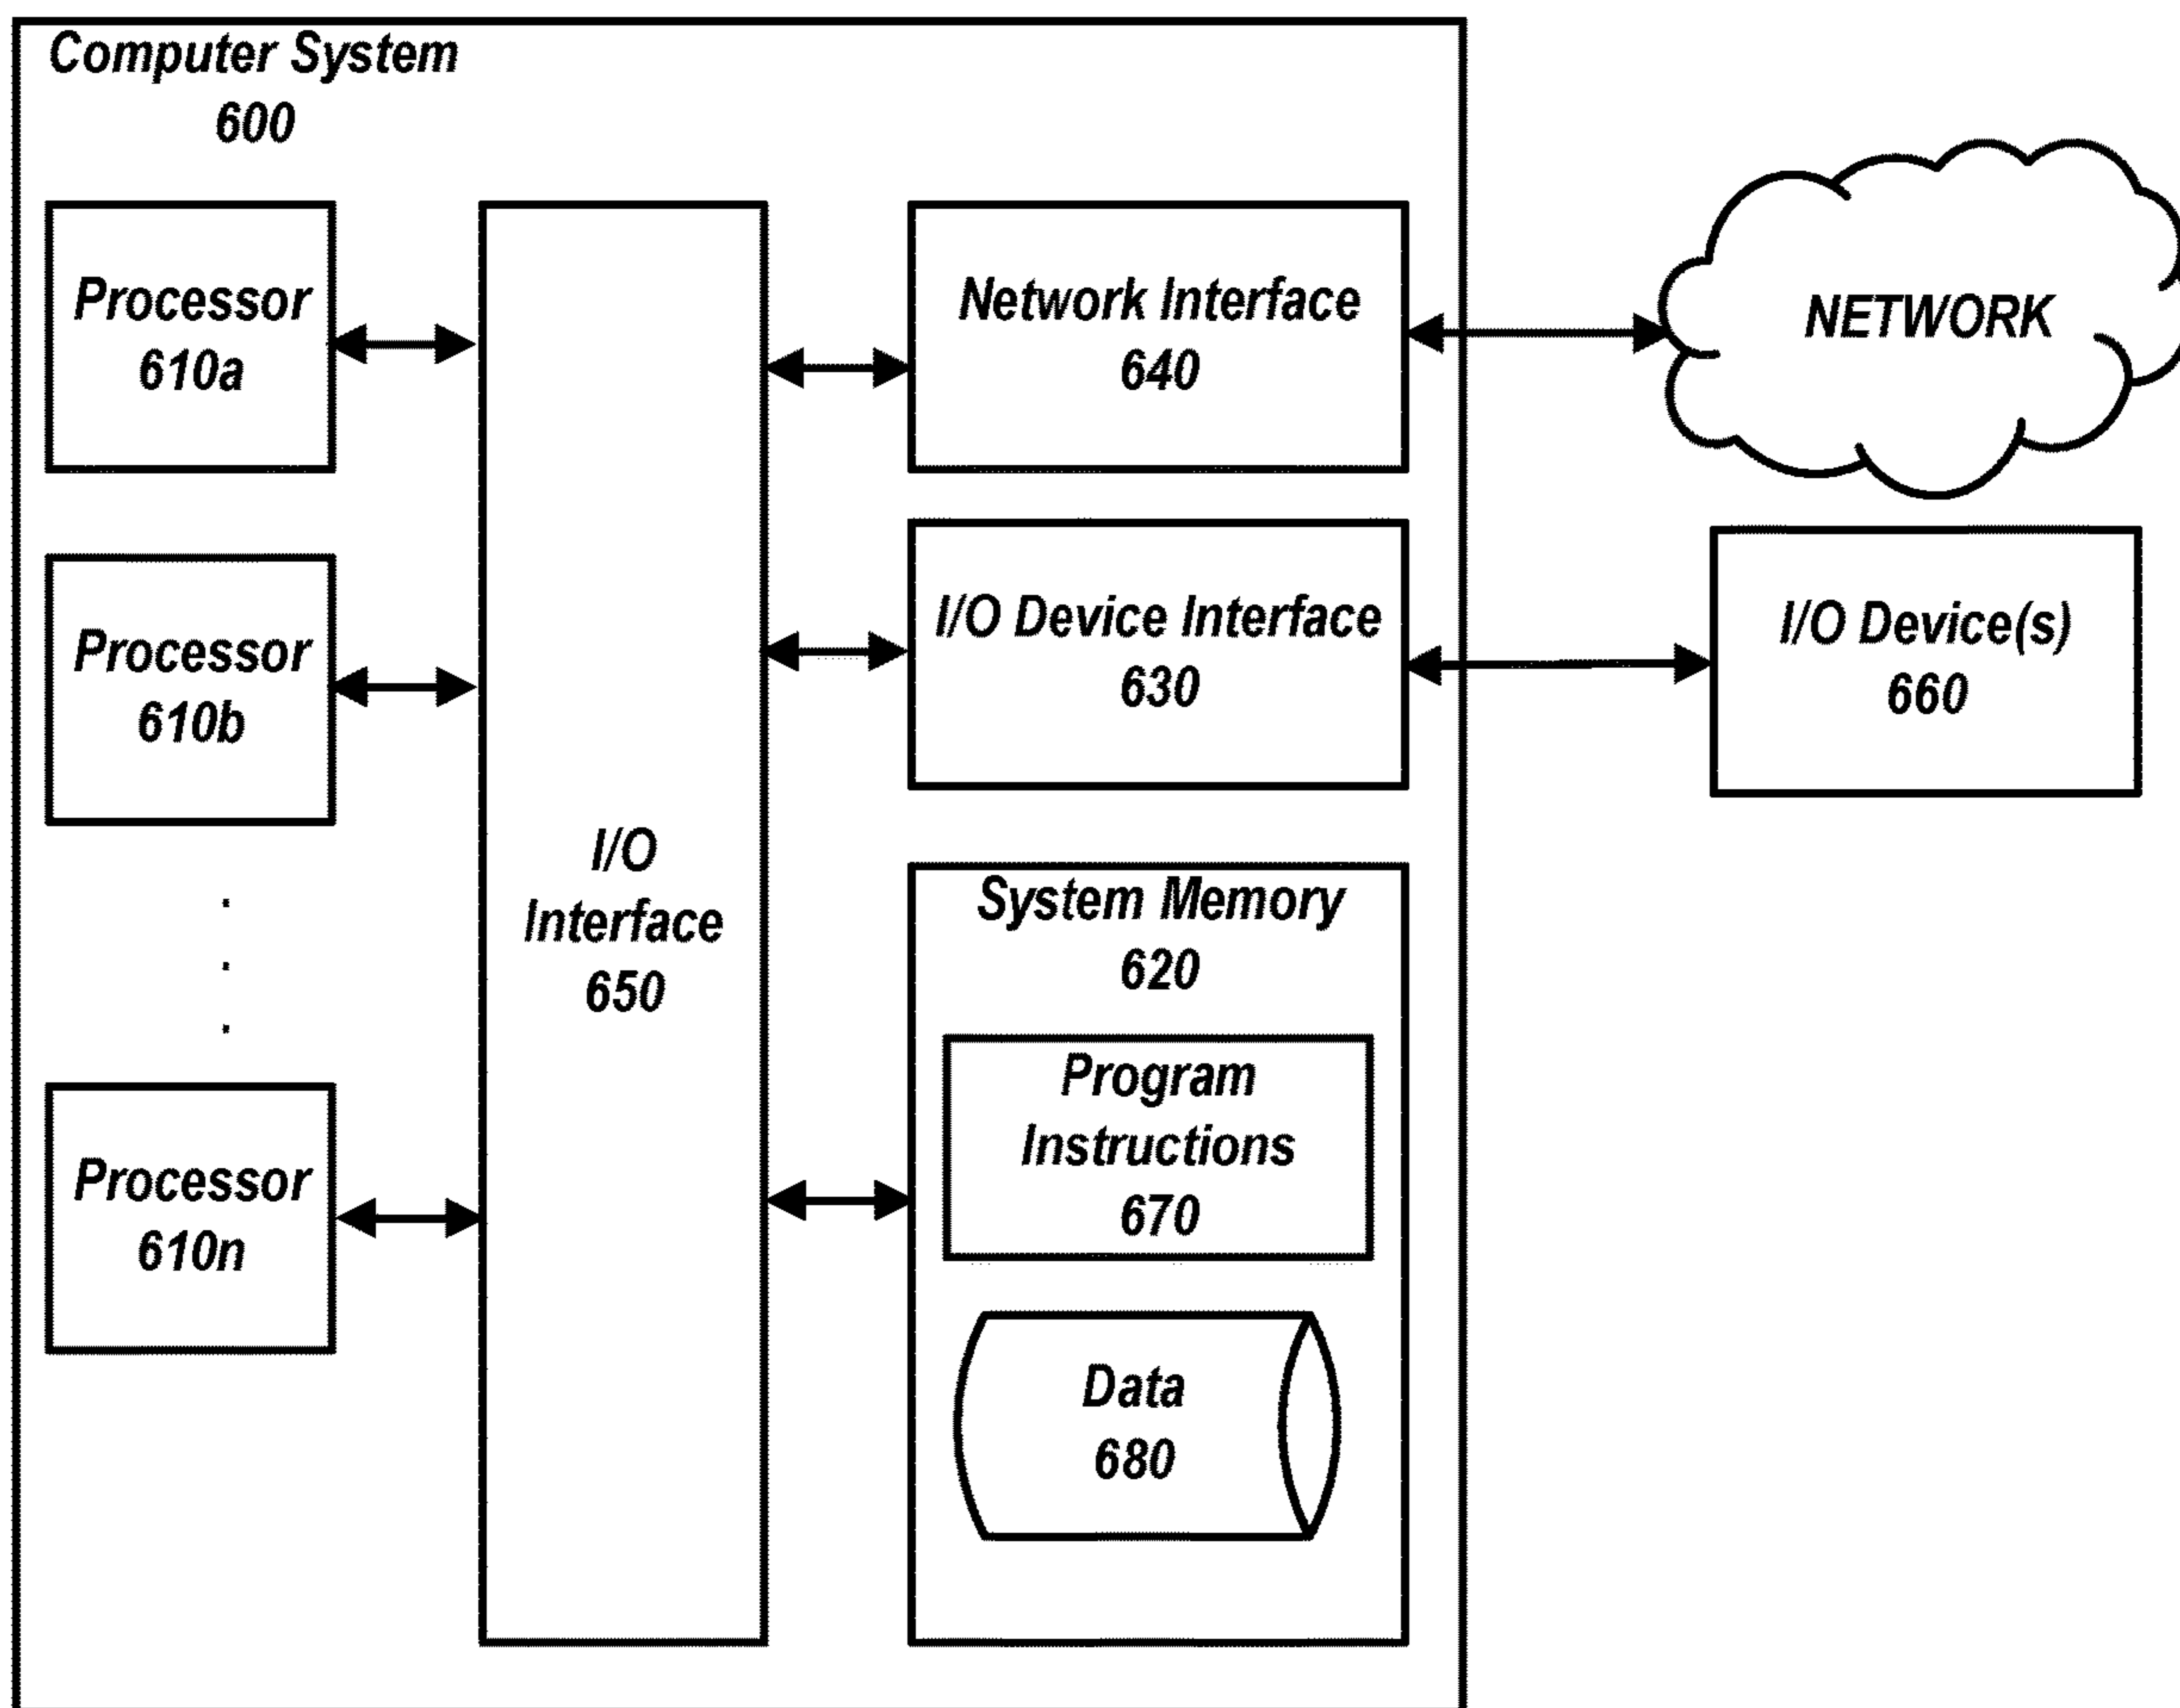 Computer System
600
Processor
610a
Processor
610b
Processor
610n
I/O
Interface
650
Network Interface
640
I/O Device Interface
630
System Memory
620
Program
Instructions
670
Data
680
NETWORK
I/O Device(s)
660